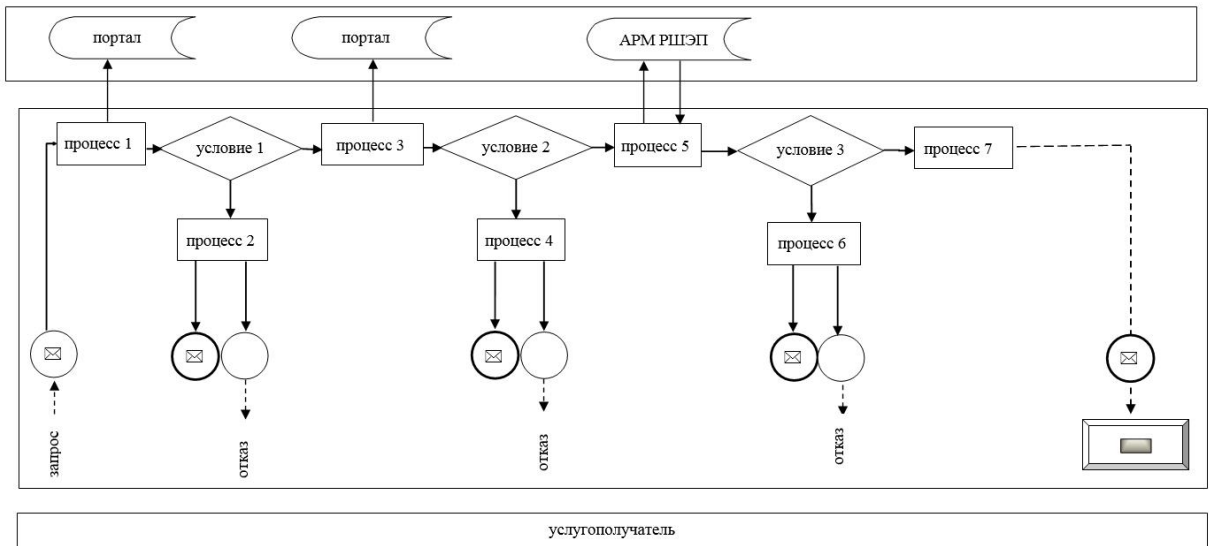 портал
портал
АРМ РШЭП
процесс 1
условие 1
процесс 3
условие 2
процесс 5
условие 3
процесс 7
процесс 2
процесс 4
процесс 6
запрос
отказ
отказ
отказ
услугополучатель